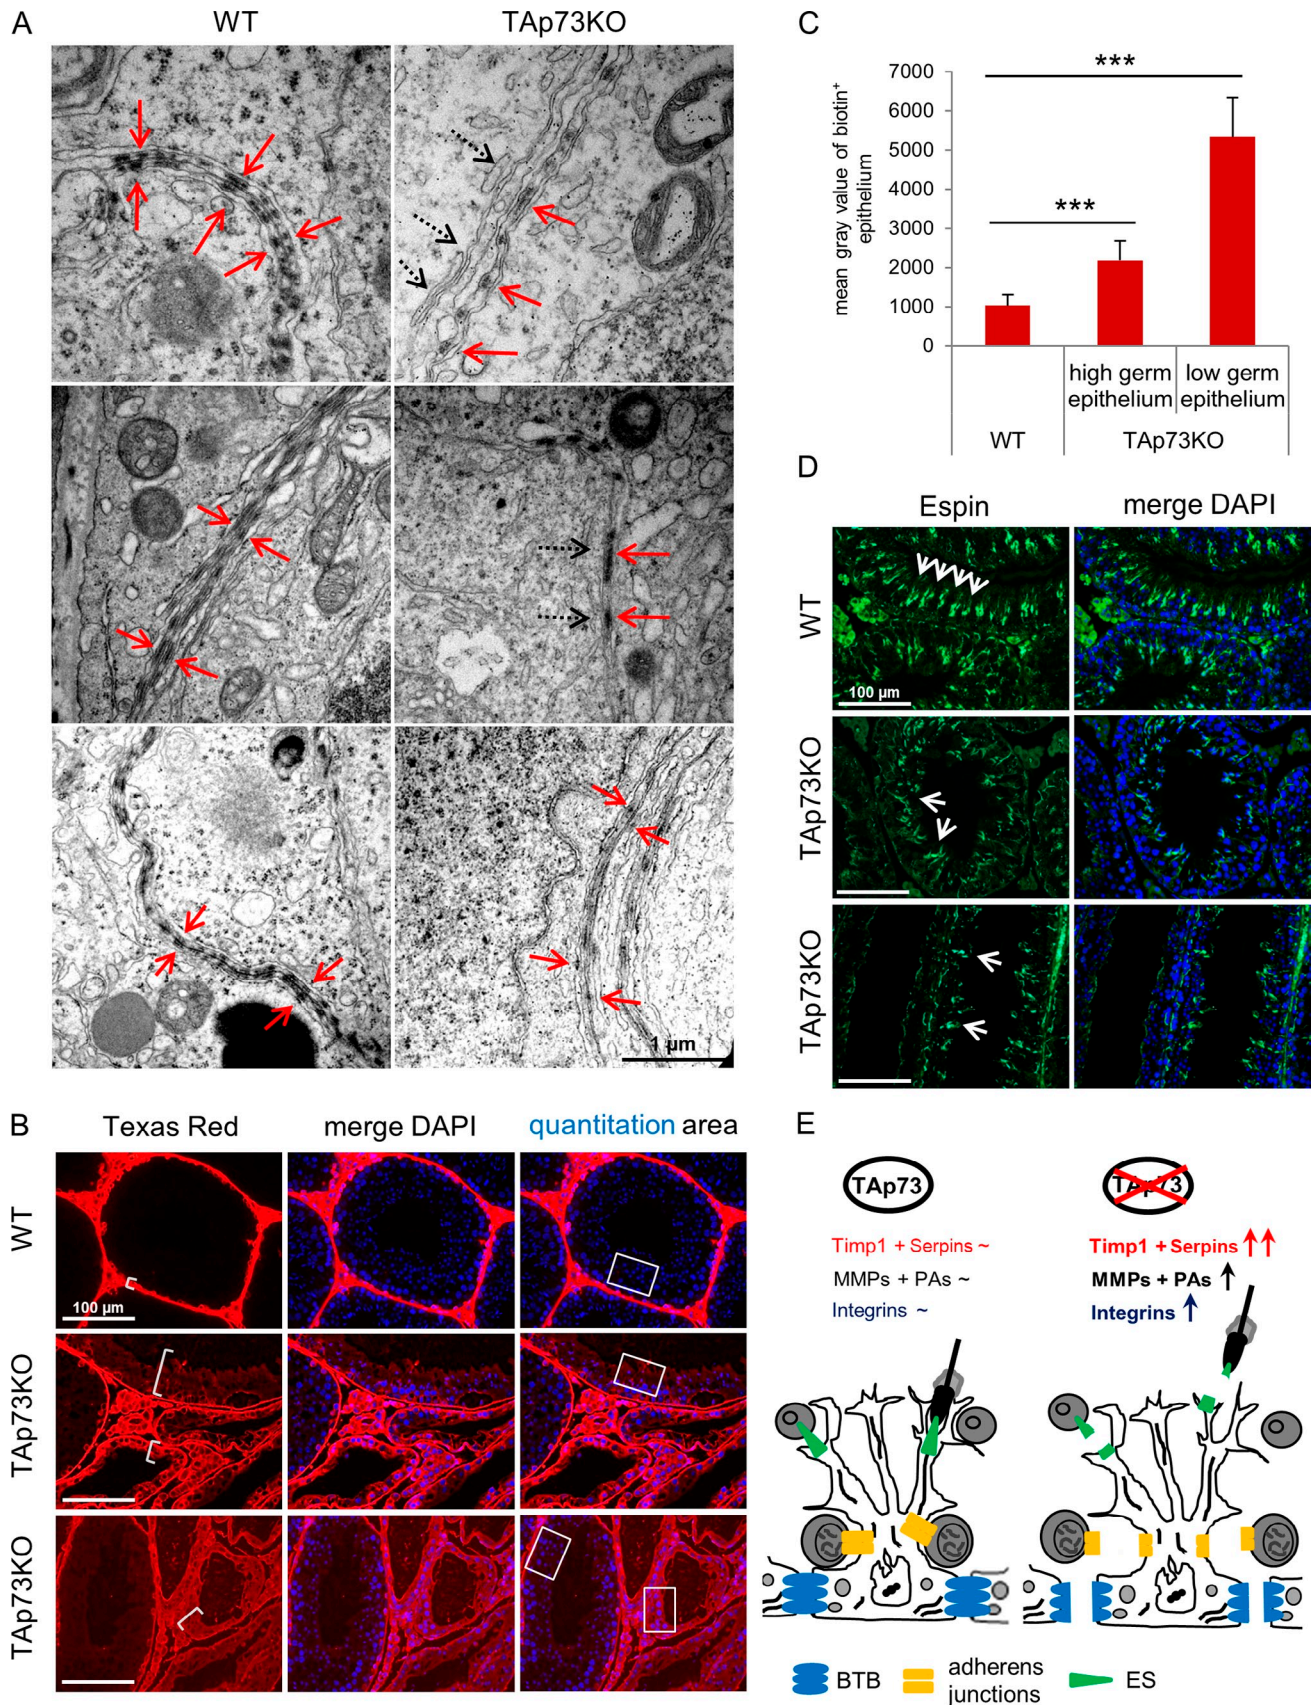 A
WT
TAp73KO
1 µm
B
Texas Red
merge DAPI
quantitation area
WT
100 µm
TAp73KO
TAp73KO
C
mean gray value of biotin⁺
epithelium
7000
6000
5000
4000
3000
2000
1000
0
***
***
high germ
epithelium
low germ
epithelium
WT
TAp73KO
D
Espin
merge DAPI
WT
100 µm
TAp73KO
TAp73KO
E
TAp73
TAp73
Timp1 + Serpins ~
MMPs + PAs ~
Integrins ~
Timp1 + Serpins ↑↑
MMPs + PAs ↑
Integrins ↑
BTB
adherens
junctions
ES